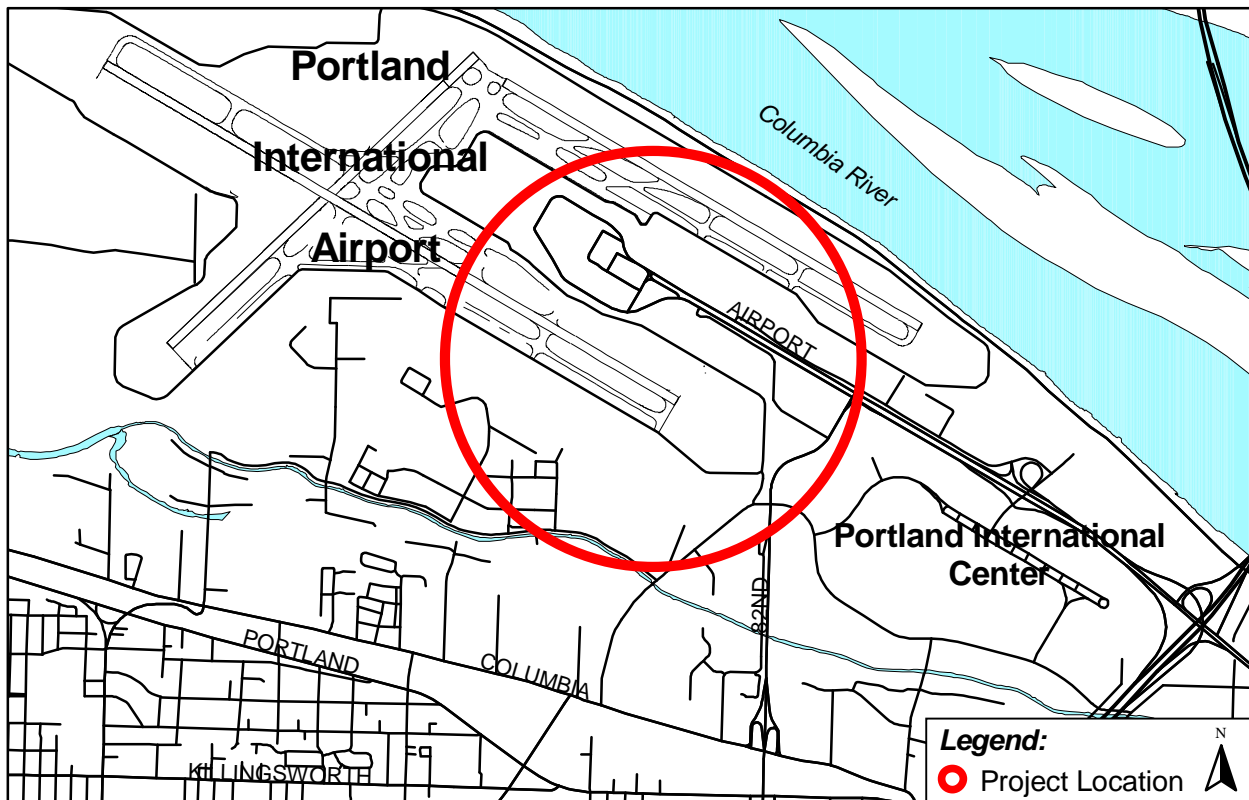 Portland
International
Airport
Columbia River
AIRPORT
Portland International
Center
82ND
PORTLAND
COLUMBIA
KILLINGSWORTH
Legend:
Project Location
N